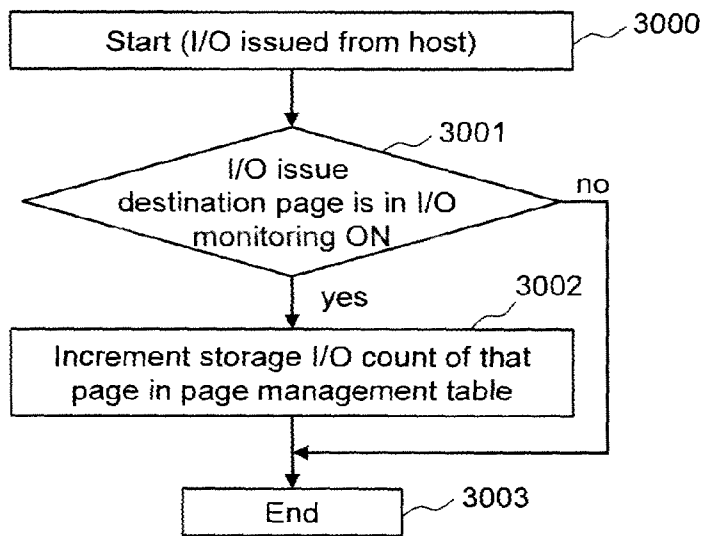 Start (I/O issued from host)
3000
3001
I/O issue
destination page is in I/O
monitoring ON
no
yes
3002
Increment storage I/O count of that
page in page management table
End
3003